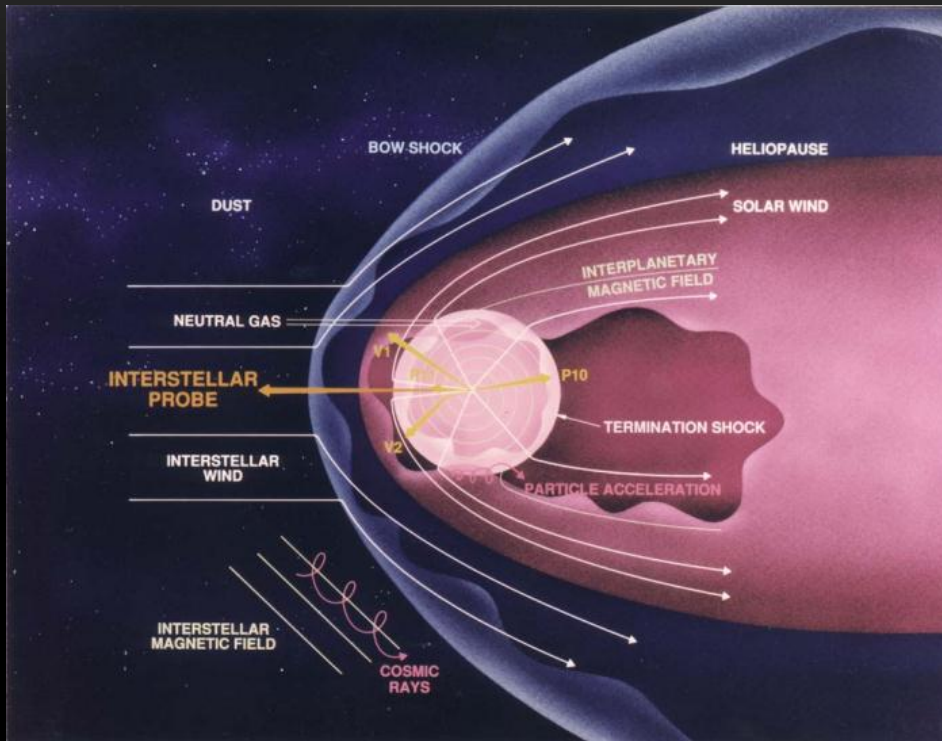 BOW SHOCK
HELIOPAUSE
DUST
SOLAR WIND
INTERPLANETARY
MAGNETIC FIELD
NEUTRAL GAS
V1
P11
P10
INTERSTELLAR
PROBE
TERMINATION SHOCK
V2
INTERSTELLAR
WIND
PARTICLE ACCELERATION
INTERSTELLAR
MAGNETIC FIELD
COSMIC
RAYS